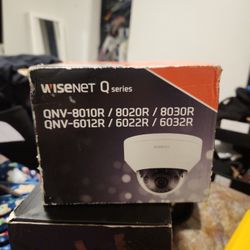 WISENET Q series
QNV-8010R / 8020R / 8030R
QNV-6012R / 6022R / 6032R